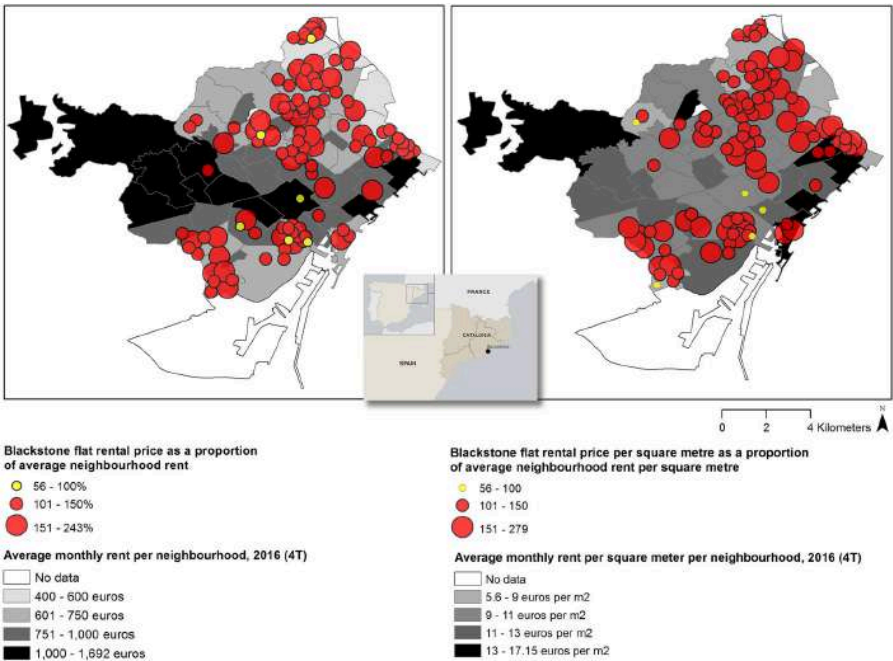 FRANCE
CATALONIA
Barcelona
SPAIN
N
0 2 4 Kilometers
Blackstone flat rental price as a proportion
of average neighbourhood rent
56 - 100%
101 - 150%
151 - 243%
Average monthly rent per neighbourhood, 2016 (4T)
No data
400 - 600 euros
601 - 750 euros
751 - 1,000 euros
1,000 - 1,692 euros
Blackstone flat rental price per square metre as a proportion
of average neighbourhood rent per square metre
56 - 100
101 - 150
151 - 279
Average monthly rent per square meter per neighbourhood, 2016 (4T)
No data
5.6 - 9 euros per m2
9 - 11 euros per m2
11 - 13 euros per m2
13 - 17.15 euros per m2